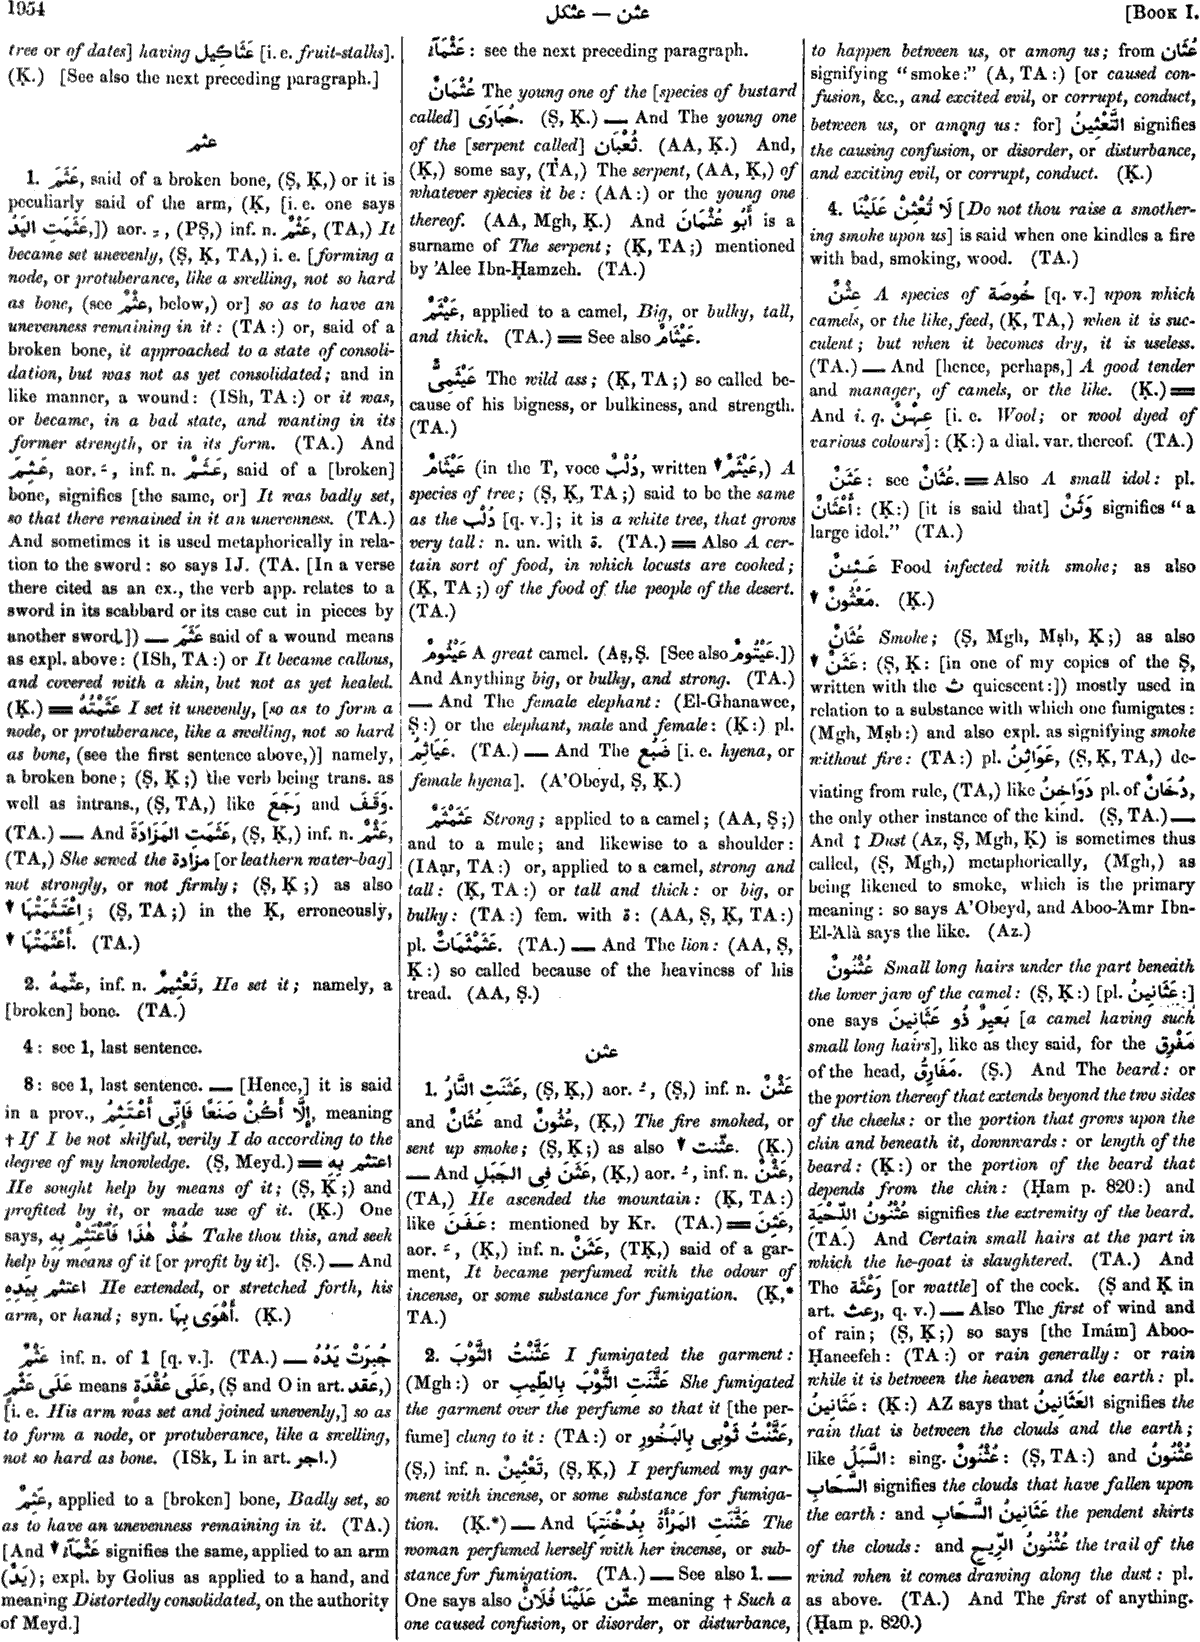 1954
عثكل — عثن
[BOOK I.
tree or of dates] having عَثَاكِيل [i. e. fruit-stalks].
(Ḳ.) [See also the next preceding paragraph.]
عثم
1. عَثَمَ, said of a broken bone, (Ṣ, Ḳ,) or it is
peculiarly said of the arm, (Ḳ, [i. e. one says
عَثَمَتِ اليَدُ,]) aor. ـِ , (PṢ,) inf. n. عَثْمٌ, (TA,) It
became set unevenly, (Ṣ, Ḳ, TA,) i. e. [forming a
node, or protuberance, like a swelling, not so hard
as bone, (see عَثْمٌ, below,) or] so as to have an
unevenness remaining in it : (TA :) or, said of a
broken bone, it approached to a state of consoli-
dation, but was not as yet consolidated ; and in
like manner, a wound : (ISh, TA :) or it was,
or became, in a bad state, and wanting in its
former strength, or in its form. (TA.) And
عَثِمَ, aor. ـَ , inf. n. عَثَمٌ, said of a [broken]
bone, signifies [the same, or] It was badly set,
so that there remained in it an unevenness. (TA.)
And sometimes it is used metaphorically in rela-
tion to the sword : so says IJ. (TA. [In a verse
there cited as an ex., the verb app. relates to a
sword in its scabbard or its case cut in pieces by
another sword.]) — عَثَمَ said of a wound means
as expl. above : (ISh, TA :) or It became callous,
and covered with a skin, but not as yet healed.
(Ḳ.) = عَثَمْتُهُ I set it unevenly, [so as to form a
node, or protuberance, like a swelling, not so hard
as bone, (see the first sentence above,)] namely,
a broken bone ; (Ṣ, Ḳ ;) the verb being trans. as
well as intrans., (Ṣ, TA,) like رَجَعَ and وَقَفَ.
(TA.) — And عَثَمَتِ المَزَادَةَ, (Ṣ, Ḳ,) inf. n. عَثْمٌ,
(TA,) She sewed the مزادة [or leathern water-bag]
not strongly, or not firmly ; (Ṣ, Ḳ ;) as also
▼ اِعْتَثَمَتْهَا ; (Ṣ, TA ;) in the Ḳ, erroneously,
▼ أَعْثَمَتْهَا. (TA.)
2. عثّمهُ, inf. n. تَعْثِيمٌ, He set it ; namely, a
[broken] bone. (TA.)
4 : see 1, last sentence.
8 : see 1, last sentence. — [Hence,] it is said
in a prov., إِلَّا أَكُنْ صَنَعًا فَإِنِّى أَعْتَثِمُ, meaning
† If I be not skilful, verily I do according to the
degree of my knowledge. (Ṣ, Meyd.) = اعتثم بِهِ
He sought help by means of it ; (Ṣ, Ḳ ;) and
profited by it, or made use of it. (Ḳ.) One
says, خُذْ هٰذَا فَاعْتَثِمْ بِهِ Take thou this, and seek
help by means of it [or profit by it]. (Ṣ.) — And
اعتثم بِيَدِهِ He extended, or stretched forth, his
arm, or hand ; syn. أَهْوَى بِهَا. (Ḳ.)
عَثْمٌ inf. n. of 1 [q. v.]. (TA.) — جُبِرَتْ يَدُهُ
عَلَى عَثْمٍ means عَلَى عُقْدَةٍ, (Ṣ and O in art. عقد,)
[i. e. His arm was set and joined unevenly,] so as
to form a node, or protuberance, like a swelling,
not so hard as bone. (ISk, L in art. اجر.)
عَثِمٌ, applied to a [broken] bone, Badly set, so
as to have an unevenness remaining in it. (TA.)
[And ▼ عَثْمَآءُ signifies the same, applied to an arm
(يَدٌ) ; expl. by Golius as applied to a hand, and
meaning Distortedly consolidated, on the authority
of Meyd.]
عَثْمَآءُ : see the next preceding paragraph.
عُثْمَانٌ The young one of the [species of bustard
called] حُبَارَى. (Ṣ, Ḳ.) — And The young one
of the [serpent called] ثُعْبَان. (AA, Ḳ.) And,
(Ḳ,) some say, (TA,) The serpent, (AA, Ḳ,) of
whatever species it be : (AA :) or the young one
thereof. (AA, Mgh, Ḳ.) And أَبُو عُثْمَانَ is a
surname of The serpent ; (Ḳ, TA ;) mentioned
by 'Alee Ibn-Ḥamzeh. (TA.)
عَيْثَمٌ, applied to a camel, Big, or bulky, tall,
and thick. (TA.) = See also عَيْثَامٌ.
عَيْثَمِىٌّ The wild ass ; (Ḳ, TA ;) so called be-
cause of his bigness, or bulkiness, and strength.
(TA.)
عَيْثَامٌ (in the T, voce دُلْبٌ, written ▼ عَيْثَمٌ,) A
species of tree ; (Ṣ, Ḳ, TA ;) said to be the same
as the دُلْب [q. v.] ; it is a white tree, that grows
very tall : n. un. with ة. (TA.) = Also A cer-
tain sort of food, in which locusts are cooked ;
(Ḳ, TA ;) of the food of the people of the desert.
(TA.)
عَيْثُومٌ A great camel. (Aṣ, Ṣ. [See also عَيْتُومٌ.])
And Anything big, or bulky, and strong. (TA.)
— And The female elephant : (El-Ghanawee,
Ṣ :) or the elephant, male and female : (Ḳ :) pl.
عَيَاثِمُ. (TA.) — And The ضَبُع [i. e. hyena, or
female hyena]. (A'Obeyd, Ṣ, Ḳ.)
عَثَمْثَمٌ Strong ; applied to a camel ; (AA, Ṣ ;)
and to a mule ; and likewise to a shoulder :
(IAạr, TA :) or, applied to a camel, strong and
tall : (Ḳ, TA :) or tall and thick : or big, or
bulky : (TA :) fem. with ة : (AA, Ṣ, Ḳ, TA :)
pl. عَثَمْثَمَاتٌ. (TA.) — And The lion : (AA, Ṣ,
Ḳ :) so called because of the heaviness of his
tread. (AA, Ṣ.)
عثن
1. عَثَنَتِ النَّارُ, (Ṣ, Ḳ,) aor. ـُ , (Ṣ,) inf. n. عَثْنٌ
and عُثَانٌ and عُثُونٌ, (Ḳ,) The fire smoked, or
sent up smoke ; (Ṣ, Ḳ ;) as also ▼ عثّنت. (Ḳ.)
— And عَثَنَ فِى الجَبَلِ, (Ḳ,) aor. ـُ , inf. n. عَثْنٌ,
(TA,) He ascended the mountain : (Ḳ, TA :)
like عَفَنَ : mentioned by Kr. (TA.) = عَثِنَ,
aor. ـَ , (Ḳ,) inf. n. عَثَنٌ, (TḲ,) said of a gar-
ment, It became perfumed with the odour of
incense, or some substance for fumigation. (Ḳ,*
TA.)
2. عَثَّنْتُ الثَّوْبَ I fumigated the garment :
(Mgh :) or عَثَّنَتِ الثَّوْبَ بِالطِّيبِ She fumigated
the garment over the perfume so that it [the per-
fume] clung to it : (TA :) or عَثَّنْتُ ثَوْبِى بِالبَخُورِ,
(Ṣ,) inf. n. تَعْثِينٌ, (Ṣ, Ḳ,) I perfumed my gar-
ment with incense, or some substance for fumiga-
tion. (Ḳ.*) — And عَثَّنَتِ المَرْأَةُ بِدُخْنَتِهَا The
woman perfumed herself with her incense, or sub-
stance for fumigation. (TA.) — See also 1. —
One says also عثّن عَلَيْنَا فُلَانٌ meaning † Such a
one caused confusion, or disorder, or disturbance,
to happen between us, or among us ; from عُثَان
signifying "smoke :" (A, TA :) [or caused con-
fusion, &c., and excited evil, or corrupt, conduct,
between us, or among us : for] التَّعْثِينُ signifies
the causing confusion, or disorder, or disturbance,
and exciting evil, or corrupt, conduct. (Ḳ.)
4. لَا تُعْثِنْ عَلَيْنَا [Do not thou raise a smother-
ing smoke upon us] is said when one kindles a fire
with bad, smoking, wood. (TA.)
عِثْنٌ A species of خُوصَة [q. v.] upon which
camels, or the like, feed, (Ḳ, TA,) when it is suc-
culent ; but when it becomes dry, it is useless.
(TA.) — And [hence, perhaps,] A good tender
and manager, of camels, or the like. (Ḳ.) =
And i. q. عِهْنٌ [i. e. Wool ; or wool dyed of
various colours] : (Ḳ :) a dial. var. thereof. (TA.)
عَثَنٌ : see عُثَانٌ. = Also A small idol : pl.
أَعْثَانٌ : (Ḳ :) [it is said that] وَثَنٌ signifies "a
large idol." (TA.)
عَثِنٌ Food infected with smoke ; as also
▼ مَعْثُونٌ. (Ḳ.)
عُثَانٌ Smoke ; (Ṣ, Mgh, Mṣb, Ḳ ;) as also
▼ عَثَنٌ : (Ṣ, Ḳ : [in one of my copies of the Ṣ,
written with the ث quiescent :]) mostly used in
relation to a substance with which one fumigates :
(Mgh, Mṣb :) and also expl. as signifying smoke
without fire : (TA :) pl. عَوَاثِنُ, (Ṣ, Ḳ, TA,) de-
viating from rule, (TA,) like دَوَاخِنُ pl. of دُخَانٌ,
the only other instance of the kind. (Ṣ, TA.) —
And ‡ Dust (Az, Ṣ, Mgh, Ḳ) is sometimes thus
called, (Ṣ, Mgh,) metaphorically, (Mgh,) as
being likened to smoke, which is the primary
meaning : so says A'Obeyd, and Aboo-'Amr Ibn-
El-'Alà says the like. (Az.)
عُثْنُونٌ Small long hairs under the part beneath
the lower jaw of the camel : (Ṣ, Ḳ :) [pl. عَثَانِينُ :]
one says بَعِيرٌ ذُو عَثَانِينَ [a camel having such
small long hairs], like as they said, for the مَفْرِق
of the head, مَفَارِقُ. (Ṣ.) And The beard : or
the portion thereof that extends beyond the two sides
of the cheeks : or the portion that grows upon the
chin and beneath it, downwards : or length of the
beard : (Ḳ :) or the portion of the beard that
depends from the chin : (Ḥam p. 820 :) and
عُثْنُونُ اللِّحْيَةِ signifies the extremity of the beard.
(TA.) And Certain small hairs at the part in
which the he-goat is slaughtered. (TA.) And
The رَعْثَة [or wattle] of the cock. (Ṣ and Ḳ in
art. رعث, q. v.) — Also The first of wind and
of rain ; (Ṣ, Ḳ ;) so says [the Imám] Aboo-
Ḥaneefeh : (TA :) or rain generally : or rain
while it is between the heaven and the earth : pl.
عَثَانِينُ : (Ḳ :) AZ says that العَثَانِينُ signifies the
rain that is between the clouds and the earth ;
like السَّبَلُ : sing. عُثْنُونٌ : (Ṣ, TA :) and عُثْنُونُ
السَّحَابِ signifies the clouds that have fallen upon
the earth : and عَثَانِينُ السَّحَابِ the pendent skirts
of the clouds : and عُثْنُونُ الرِّيحِ the trail of the
wind when it comes drawing along the dust : pl.
as above. (TA.) And The first of anything.
(Ḥam p. 820.)